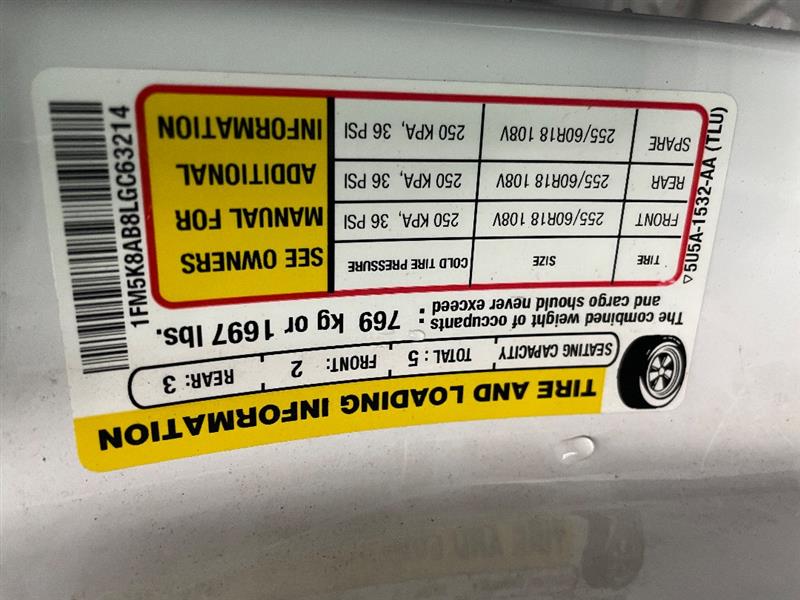 TIRE AND LOADING INFORMATION
SEATING CAPACITY TOTAL : 5 FRONT: 2 REAR: 3
The combined weight of occupants
and cargo should never exceed : 769 kg or 1697 lbs.
TIRE SIZE COLD TIRE PRESSURE
FRONT 255/60R18 108V 250 KPA, 36 PSI
REAR 255/60R18 108V 250 KPA, 36 PSI
SPARE 255/60R18 108V 250 KPA, 36 PSI
SEE OWNERS
MANUAL FOR
ADDITIONAL
INFORMATION
▽5U5A-1532-AA (TLU)
1FM5K8AB8LGC63214
TIRE AND